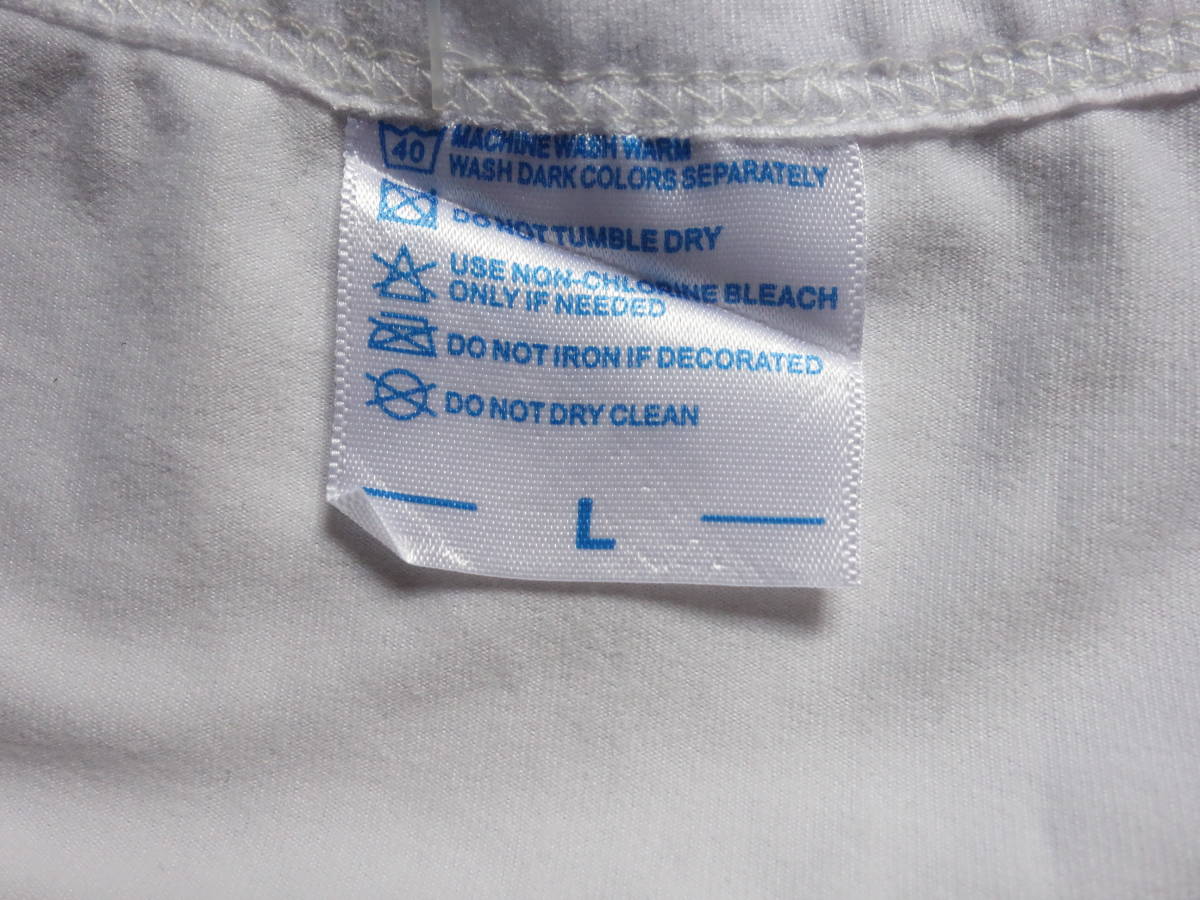 40
MACHINE WASH WARM
WASH DARK COLORS SEPARATELY
DO NOT TUMBLE DRY
USE NON-CHLORINE BLEACH
ONLY IF NEEDED
DO NOT IRON IF DECORATED
DO NOT DRY CLEAN
L